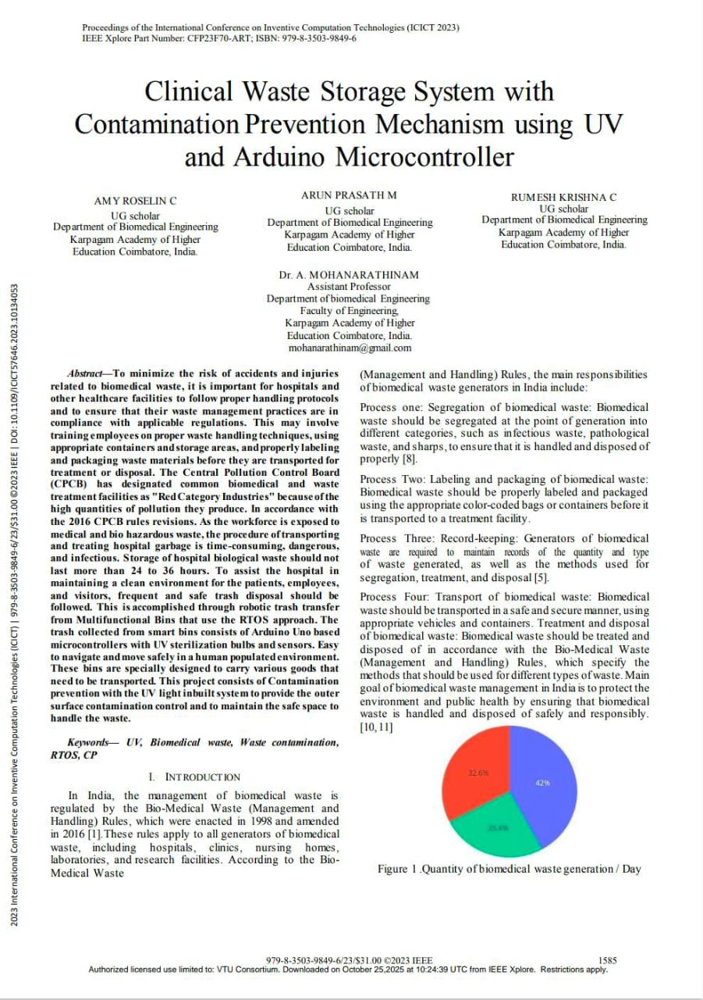 Proceedings of the International Conference on Inventive Computation Technologies (ICICT 2023)
IEEE Xplore Part Number: CFP23F70-ART; ISBN: 979-8-3503-9849-6
Clinical Waste Storage System with
Contamination Prevention Mechanism using UV
and Arduino Microcontroller
AMY ROSELIN C
UG scholar
Department of Biomedical Engineering
Karpagam Academy of Higher
Education Coimbatore, India.
ARUN PRASATH M
UG scholar
Department of Biomedical Engineering
Karpagam Academy of Higher
Education Coimbatore, India.
RUMESH KRISHNA C
UG scholar
Department of Biomedical Engineering
Karpagam Academy of Higher
Education Coimbatore, India.
Dr. A. MOHANARATHINAM
Assistant Professor
Department of biomedical Engineering
Faculty of Engineering,
Karpagam Academy of Higher
Education Coimbatore, India.
mohanarathinam@gmail.com
Abstract—To minimize the risk of accidents and injuries
related to biomedical waste, it is important for hospitals and
other healthcare facilities to follow proper handling protocols
and to ensure that their waste management practices are in
compliance with applicable regulations. This may involve
training employees on proper waste handling techniques, using
appropriate containers and storage areas, and properly labeling
and packaging waste materials before they are transported for
treatment or disposal. The Central Pollution Control Board
(CPCB) has designated common biomedical and waste
treatment facilities as "Red Category Industries" because of the
high quantities of pollution they produce. In accordance with
the 2016 CPCB rules revisions. As the workforce is exposed to
medical and bio hazardous waste, the procedure of transporting
and treating hospital garbage is time-consuming, dangerous,
and infectious. Storage of hospital biological waste should not
last more than 24 to 36 hours. To assist the hospital in
maintaining a clean environment for the patients, employees,
and visitors, frequent and safe trash disposal should be
followed. This is accomplished through robotic trash transfer
from Multifunctional Bins that use the RTOS approach. The
trash collected from smart bins consists of Arduino Uno based
microcontrollers with UV sterilization bulbs and sensors. Easy
to navigate and move safely in a human populated environment.
These bins are specially designed to carry various goods that
need to be transported. This project consists of Contamination
prevention with the UV light inbuilt system to provide the outer
surface contamination control and to maintain the safe space to
handle the waste.
Keywords— UV, Biomedical waste, Waste contamination,
RTOS, CP
I. INTRODUCTION
In India, the management of biomedical waste is
regulated by the Bio-Medical Waste (Management and
Handling) Rules, which were enacted in 1998 and amended
in 2016 [1].These rules apply to all generators of biomedical
waste, including hospitals, clinics, nursing homes,
laboratories, and research facilities. According to the Bio-
Medical Waste
(Management and Handling) Rules, the main responsibilities
of biomedical waste generators in India include:
Process one: Segregation of biomedical waste: Biomedical
waste should be segregated at the point of generation into
different categories, such as infectious waste, pathological
waste, and sharps, to ensure that it is handled and disposed of
properly [8].
Process Two: Labeling and packaging of biomedical waste:
Biomedical waste should be properly labeled and packaged
using the appropriate color-coded bags or containers before it
is transported to a treatment facility.
Process Three: Record-keeping: Generators of biomedical
waste are required to maintain records of the quantity and type
of waste generated, as well as the methods used for
segregation, treatment, and disposal [5].
Process Four: Transport of biomedical waste: Biomedical
waste should be transported in a safe and secure manner, using
appropriate vehicles and containers. Treatment and disposal
of biomedical waste: Biomedical waste should be treated and
disposed of in accordance with the Bio-Medical Waste
(Management and Handling) Rules, which specify the
methods that should be used for different types of waste. Main
goal of biomedical waste management in India is to protect the
environment and public health by ensuring that biomedical
waste is handled and disposed of safely and responsibly.
[10,11]
32.6%
42%
25.4%
Figure 1 .Quantity of biomedical waste generation / Day
2023 International Conference on Inventive Computation Technologies (ICICT) | 979-8-3503-9849-6/23/$31.00 ©2023 IEEE | DOI: 10.1109/ICICT57646.2023.10134053
979-8-3503-9849-6/23/$31.00 ©2023 IEEE
1585
Authorized licensed use limited to: VTU Consortium. Downloaded on October 25,2025 at 10:24:39 UTC from IEEE Xplore. Restrictions apply.